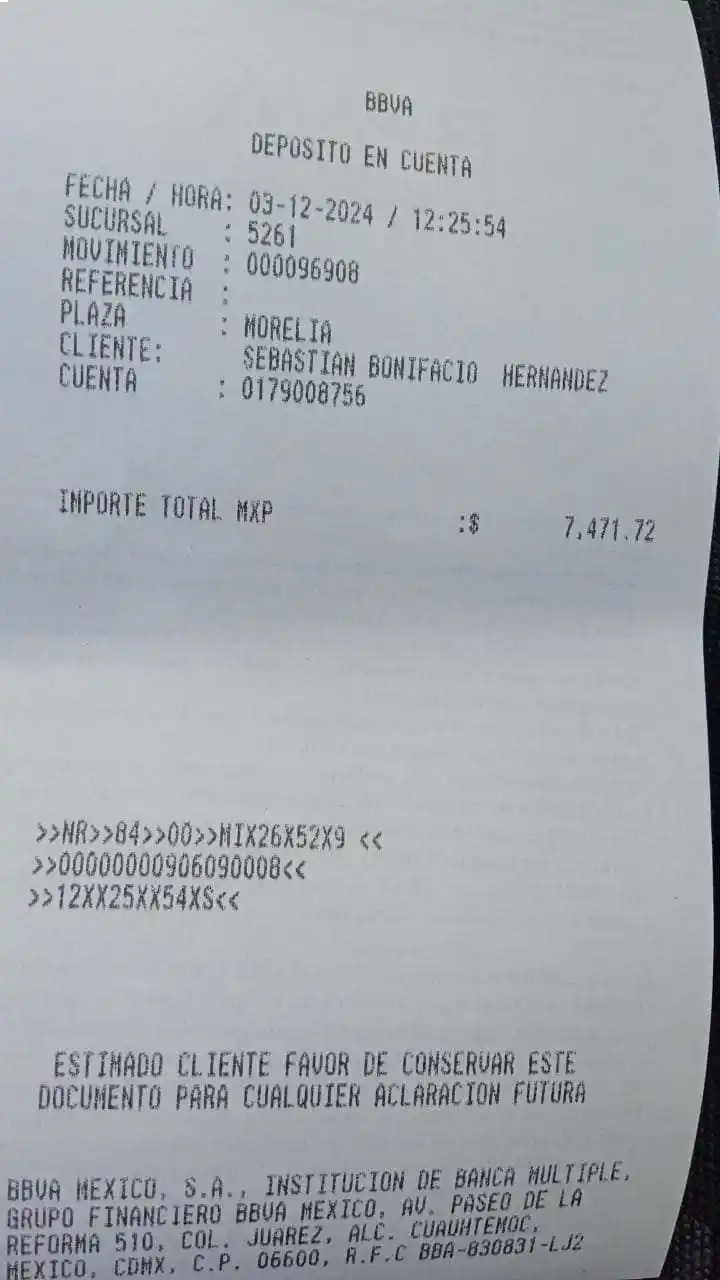 BBVA
DEPOSITO EN CUENTA
FECHA / HORA: 03-12-2024 / 12:25:54
SUCURSAL : 5261
MOVIMIENTO : 000096908
REFERENCIA :
PLAZA : MORELIA
CLIENTE: SEBASTIAN BONIFACIO HERNANDEZ
CUENTA : 0179008756
IMPORTE TOTAL MXP :$ 7,471.72
>>NR>>84>>00>>MIX26X52X9 <<
>>00000000906090008<<
>>12XX25XX54XS<<
ESTIMADO CLIENTE FAVOR DE CONSERVAR ESTE
DOCUMENTO PARA CUALQUIER ACLARACION FUTURA
BBVA MEXICO, S.A., INSTITUCION DE BANCA MULTIPLE,
GRUPO FINANCIERO BBVA MEXICO, AV. PASEO DE LA
REFORMA 510, COL. JUAREZ, ALC. CUAUHTEMOC,
MEXICO, CDMX, C.P. 06600, R.F.C BBA-830831-LJ2